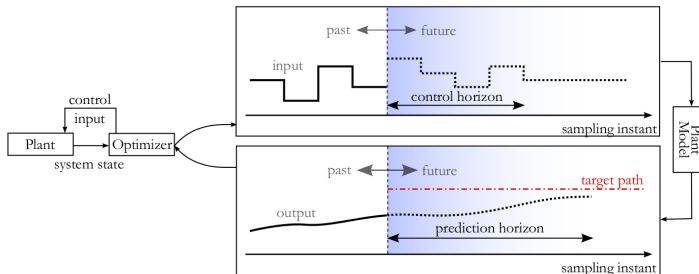 past
future
input
control horizon
sampling instant
control
input
Plant
Optimizer
system state
Plant
Model
past
future
target path
output
prediction horizon
sampling instant